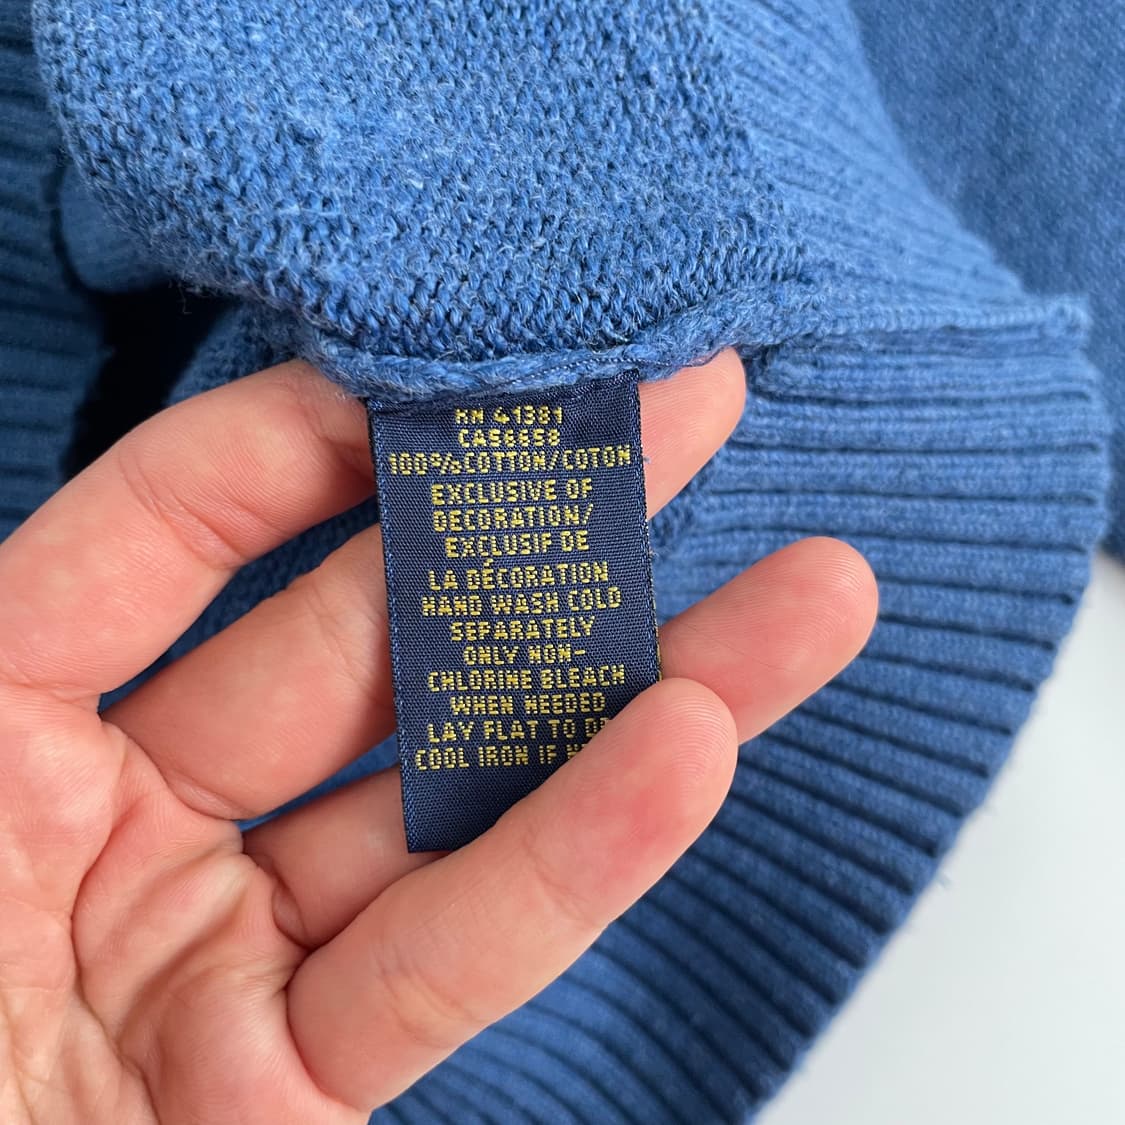 RN 41381
CA56658
100%COTTON/COTON
EXCLUSIVE OF
DECORATION/
EXCLUSIF DE
LA DÉCORATION
HAND WASH COLD
SEPARATELY
ONLY NON-
CHLORINE BLEACH
WHEN NEEDED
LAY FLAT TO
COOL IRON IF